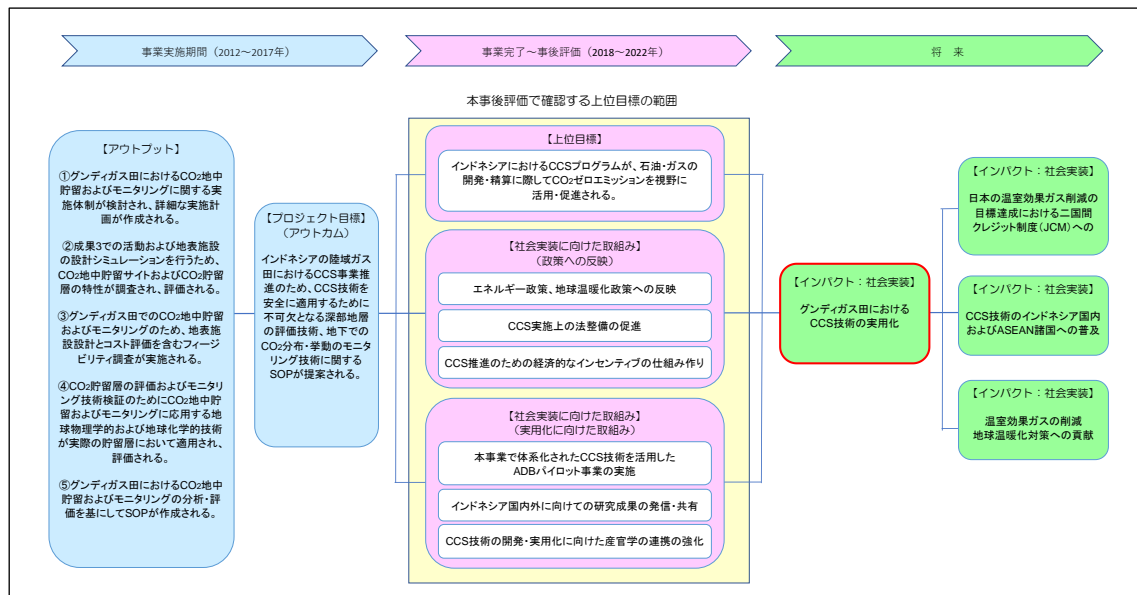 事業実施期間（2012～2017年）
事業完了～事後評価（2018～2022年）
将　来
本事後評価で確認する上位目標の範囲
【アウトプット】
①グンディガス田におけるCO2地中
貯留およびモニタリングに関する実
施体制が検討され、詳細な実施計
画が作成される。
②成果3での活動および地表施設
の設計シミュレーションを行うため、
CO2地中貯留サイトおよびCO2貯留
層の特性が調査され、評価される。
③グンディガス田でのCO2地中貯
留およびモニタリングのため、地表施
設設計とコスト評価を含むフィージ
ビリティ調査が実施される。
④CO2貯留層の評価およびモニタ
リング技術検証のためにCO2地中貯
留およびモニタリングに応用する地
球物理学的および地球化学的技術
が実際の貯留層において適用され、
評価される。
⑤グンディガス田におけるCO2地中
貯留およびモニタリングの分析・評
価を基にしてSOPが作成される。
【プロジェクト目標】
（アウトカム）
インドネシアの陸域ガス
田におけるCCS事業推
進のため、CCS技術を
安全に適用するために
不可欠となる深部地層
の評価技術、地下での
CO2分布・挙動のモニ
タリング技術に関する
SOPが提案される。
【上位目標】
インドネシアにおけるCCSプログラムが、石油・ガスの
開発・精算に際してCO2ゼロエミッションを視野に
活用・促進される。
【社会実装に向けた取組み】
（政策への反映）
エネルギー政策、地球温暖化政策への反映
CCS実施上の法整備の促進
CCS推進のための経済的なインセンティブの仕組み作り
【社会実装に向けた取組み】
（実用化に向けた取組み）
本事業で体系化されたCCS技術を活用した
ADBパイロット事業の実施
インドネシア国内外に向けての研究成果の発信・共有
CCS技術の開発・実用化に向けた産官学の連携の強化
【インパクト：社会実装】
グンディガス田における
CCS技術の実用化
【インパクト：社会実装】
日本の温室効果ガス削減の
目標達成における二国間
クレジット制度（JCM）への
【インパクト：社会実装】
CCS技術のインドネシア国内
およびASEAN諸国への普及
【インパクト：社会実装】
温室効果ガスの削減
地球温暖化対策への貢献